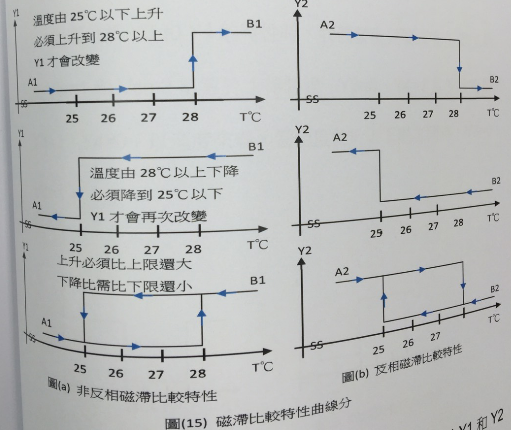 Y1
溫度由 25℃ 以下上升
必須上升到 28℃ 以上
Y1 才會改變
A1
B1
SS
25 26 27 28 T℃
Y2
A2
B2
SS
25 26 27 28 T℃
Y1
B1
溫度由 28℃ 以上下降
必須降到 25℃ 以下
Y1 才會再次改變
A1
SS
25 26 27 28 T℃
Y2
A2
B2
SS
25 26 27 28 T℃
Y1
上升必須比上限還大
下降比需比下限還小
B1
A1
SS
25 26 27 28 T℃
Y2
A2
B2
SS
25 26 27 28 T℃
圖(a) 非反相磁滯比較特性
圖(b) 反相磁滯比較特性
圖(15) 磁滯比較特性曲線分
Y1 和 Y2